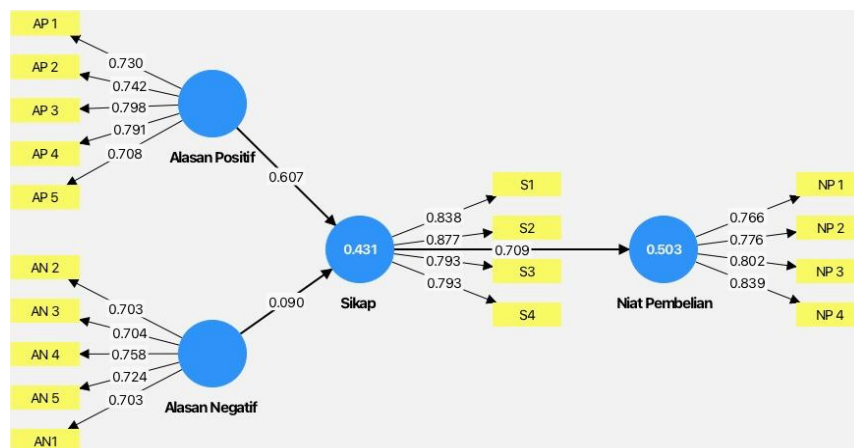 AP 1
AP 2
AP 3
AP 4
AP 5
0.730
0.742
0.798
0.791
0.708
Alasan Positif
0.607
AN 2
AN 3
AN 4
AN 5
AN1
0.703
0.704
0.758
0.724
0.703
Alasan Negatif
0.090
0.431
Sikap
0.838
0.877
0.793
0.793
S1
S2
S3
S4
0.709
0.503
Niat Pembelian
0.766
0.776
0.802
0.839
NP 1
NP 2
NP 3
NP 4